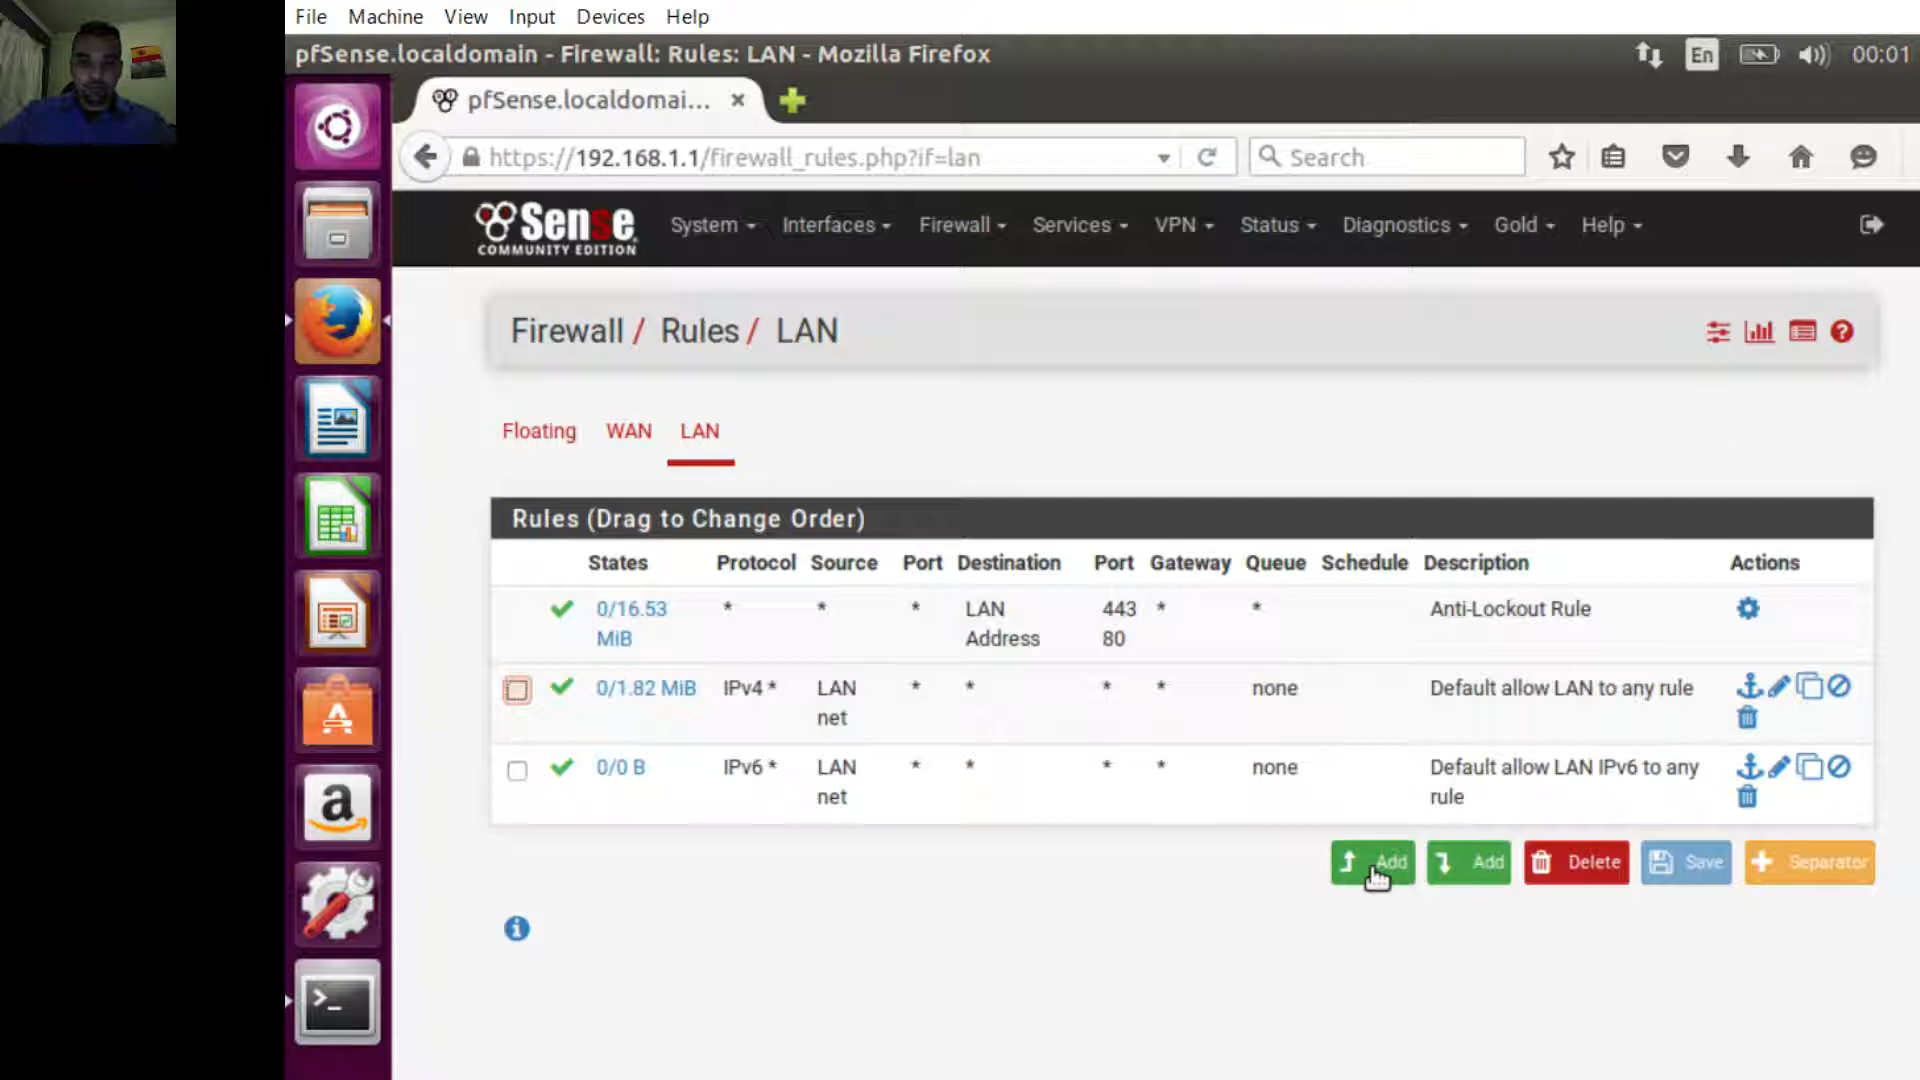 File Machine View Input Devices Help
pfSense.localdomain - Firewall: Rules: LAN - Mozilla Firefox
En 00:01
pfSense.localdomai...
https://192.168.1.1/firewall_rules.php?if=lan
Search
Sense
COMMUNITY EDITION
System Interfaces Firewall Services VPN Status Diagnostics Gold Help
Firewall / Rules / LAN
Floating WAN LAN
Rules (Drag to Change Order)
States Protocol Source Port Destination Port Gateway Queue Schedule Description Actions
0/16.53 * * * LAN 443 * * Anti-Lockout Rule
MiB Address 80
0/1.82 MiB IPv4 * LAN * * * * none Default allow LAN to any rule
net
0/0 B IPv6 * LAN * * * * none Default allow LAN IPv6 to any
net rule
Add Add Delete Save Separator